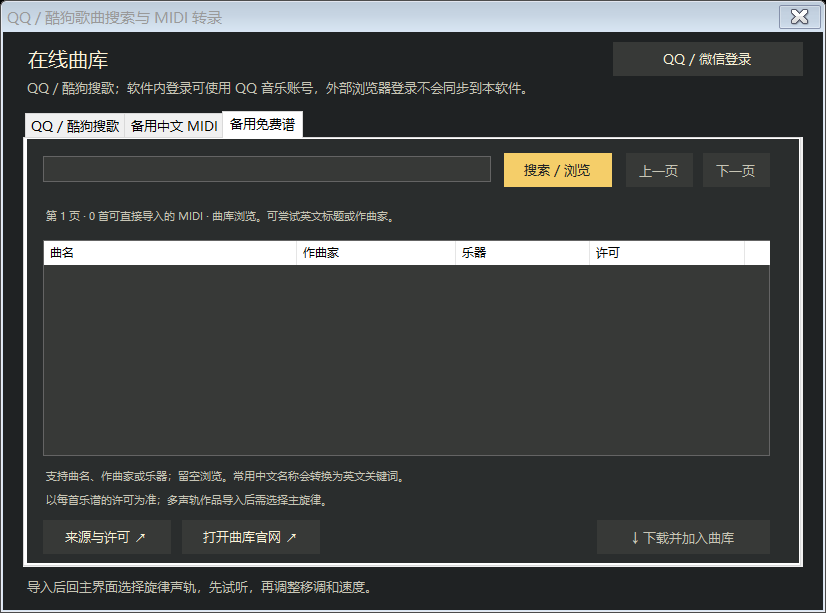 QQ / 酷狗歌曲搜索与 MIDI 转录
在线曲库
QQ / 微信登录
QQ / 酷狗搜歌；软件内登录可使用 QQ 音乐账号，外部浏览器登录不会同步到本软件。
QQ / 酷狗搜歌 备用中文 MIDI 备用免费谱
搜索 / 浏览 上一页 下一页
第 1 页 · 0 首可直接导入的 MIDI · 曲库浏览。可尝试英文标题或作曲家。
曲名 作曲家 乐器 许可
支持曲名、作曲家或乐器；留空浏览。常用中文名称会转换为英文关键词。
以每首乐谱的许可为准；多声轨作品导入后需选择主旋律。
来源与许可 ↗ 打开曲库官网 ↗ ↓下载并加入曲库
导入后回主界面选择旋律声轨，先试听，再调整移调和速度。